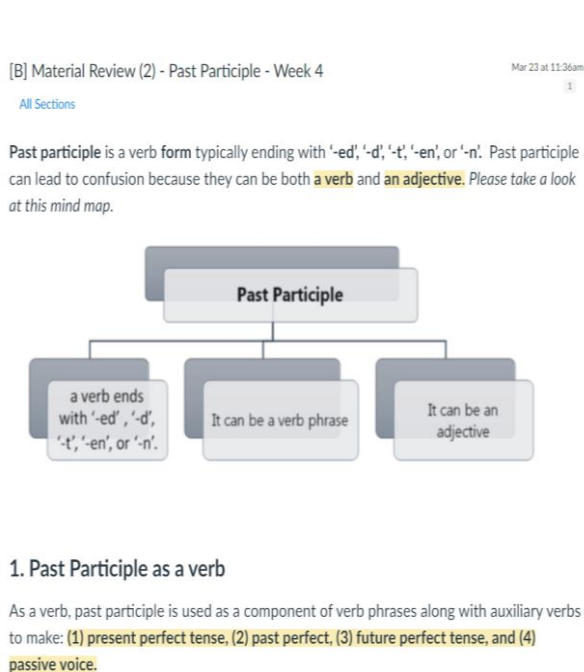 [B] Material Review (2) - Past Participle - Week 4
Mar 23 at 11:36am
1
All Sections
Past participle is a verb form typically ending with '-ed', '-d', '-t', '-en', or '-n'. Past participle
can lead to confusion because they can be both a verb and an adjective. Please take a look
at this mind map.
Past Participle
a verb ends
with '-ed' , '-d',
'-t', '-en', or '-n'.
It can be a verb phrase
It can be an
adjective
1. Past Participle as a verb
As a verb, past participle is used as a component of verb phrases along with auxiliary verbs
to make: (1) present perfect tense, (2) past perfect, (3) future perfect tense, and (4)
passive voice.